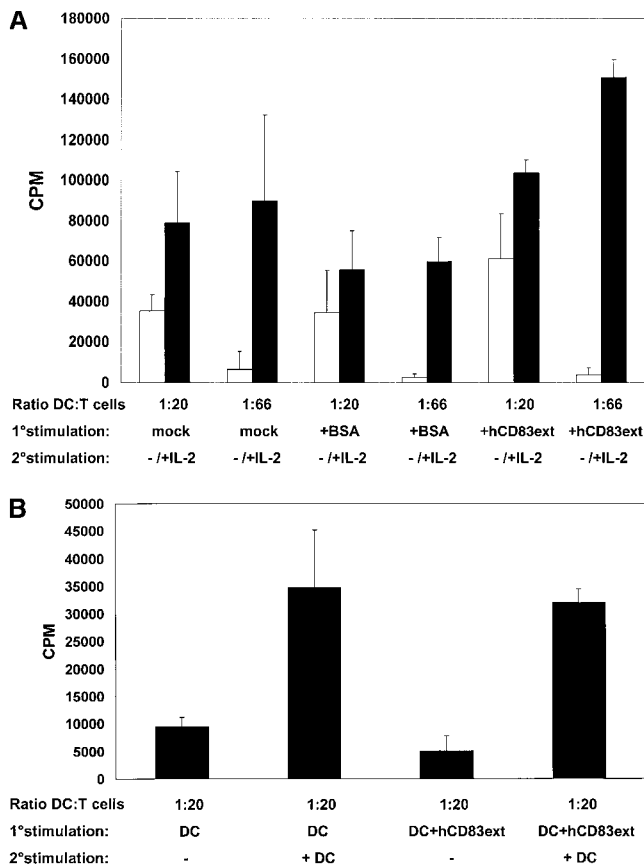 A
180000
160000
140000
120000
100000
80000
60000
40000
20000
0
CPM
Ratio DC:T cells 1:20 1:66 1:20 1:66 1:20 1:66
1°stimulation: mock mock +BSA +BSA +hCD83ext +hCD83ext
2°stimulation: - /+IL-2 - /+IL-2 - /+IL-2 - /+IL-2 - /+IL-2 - /+IL-2
B
50000
45000
40000
35000
30000
25000
20000
15000
10000
5000
0
CPM
Ratio DC:T cells 1:20 1:20 1:20 1:20
1°stimulation: DC DC DC+hCD83ext DC+hCD83ext
2°stimulation: - + DC - + DC